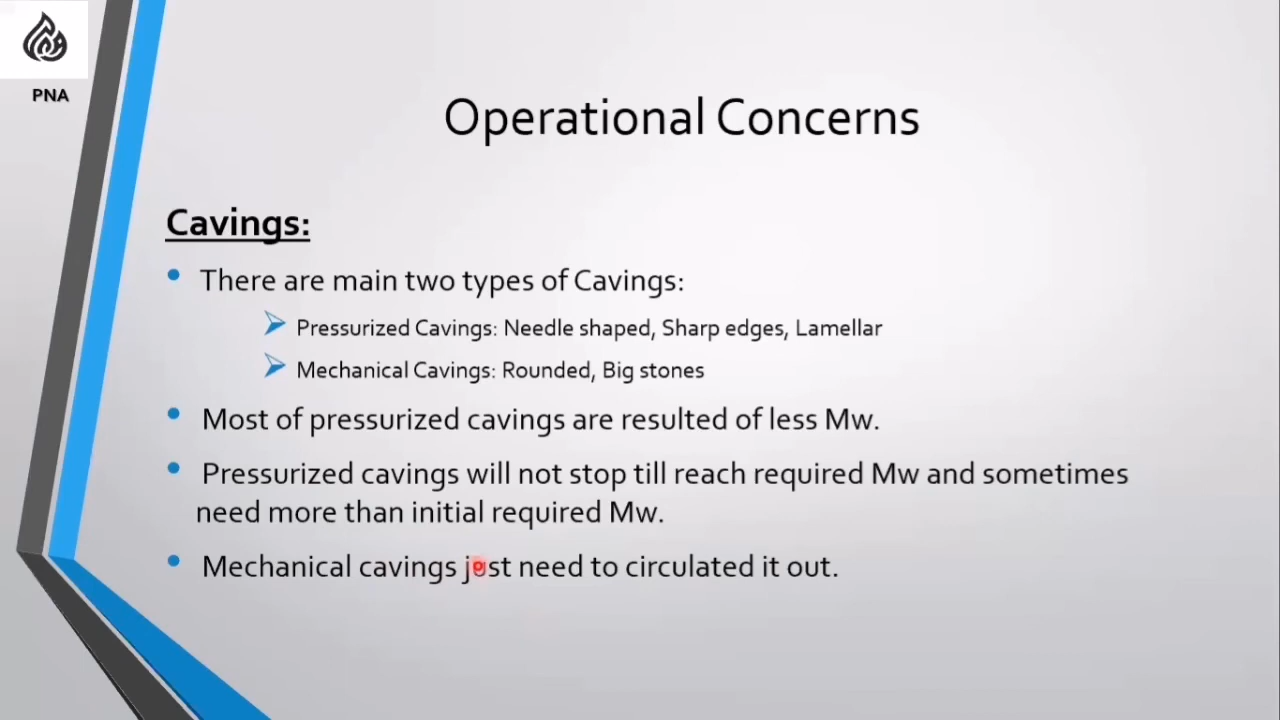 PNA
Operational Concerns
Cavings:
There are main two types of Cavings:
Pressurized Cavings: Needle shaped, Sharp edges, Lamellar
Mechanical Cavings: Rounded, Big stones
Most of pressurized cavings are resulted of less Mw.
Pressurized cavings will not stop till reach required Mw and sometimes
need more than initial required Mw.
Mechanical cavings just need to circulated it out.